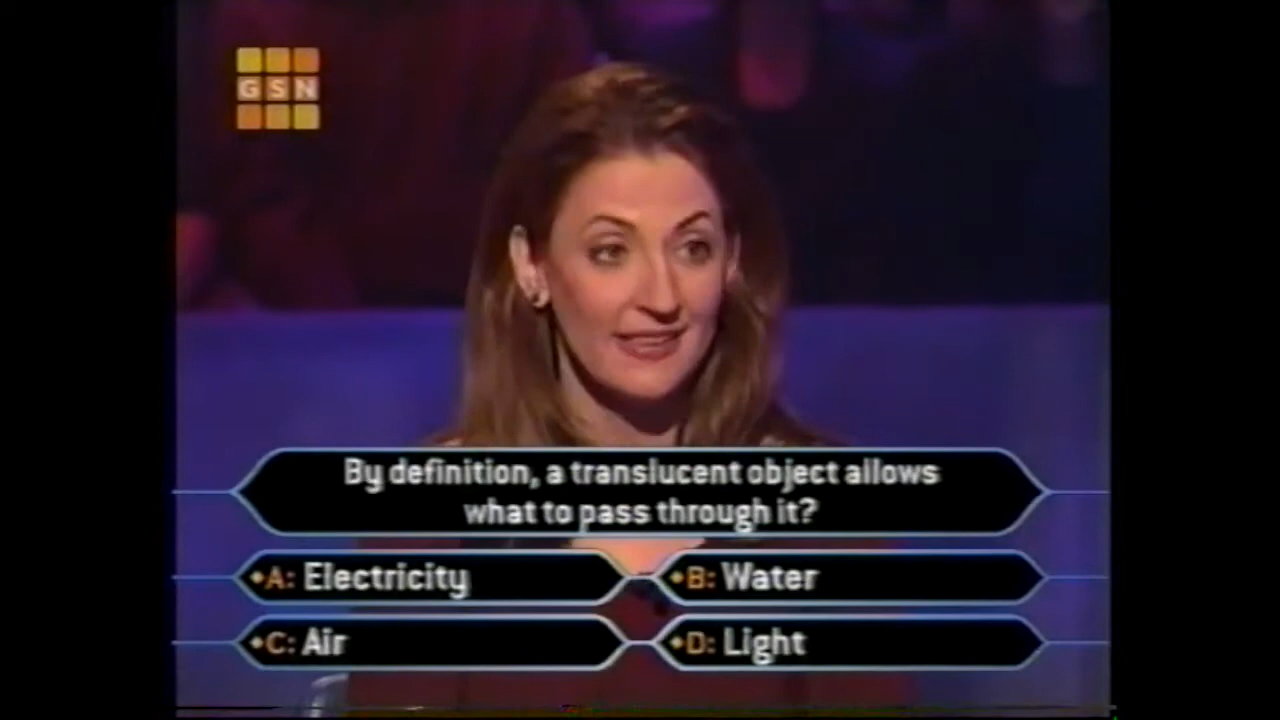 GSN
By definition, a translucent object allows
what to pass through it?
A: Electricity
B: Water
C: Air
D: Light